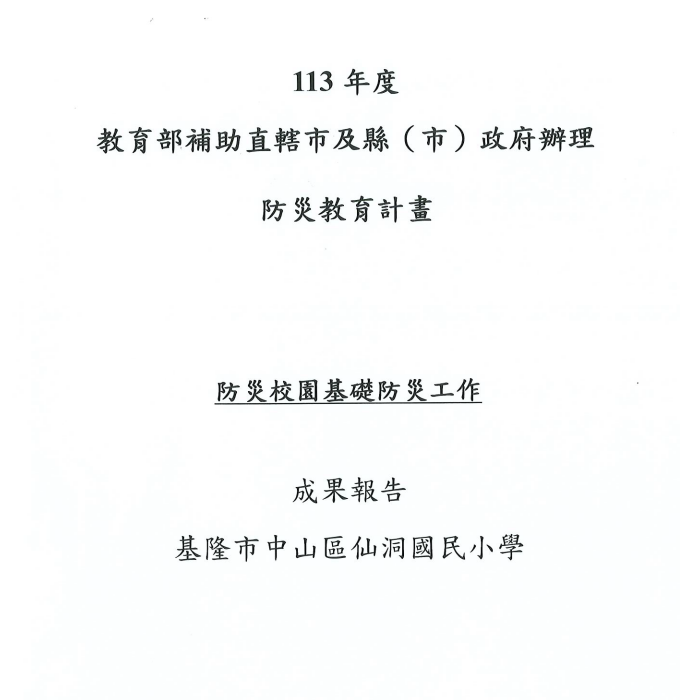 113 年度
教育部補助直轄市及縣（市）政府辦理
防災教育計畫
防災校園基礎防災工作
成果報告
基隆市中山區仙洞國民小學